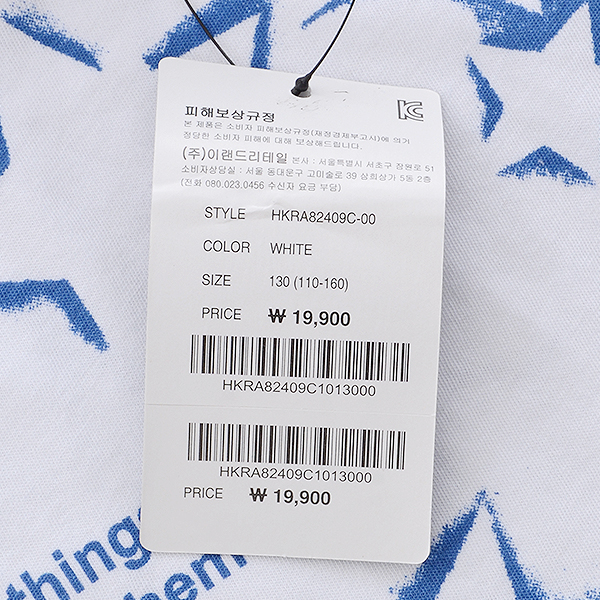 피해보상규정
본 제품은 소비자 피해보상규정(재정경제부고시)에 의거
정당한 소비자 피해에 대해 보상해드립니다.
(주)이랜드리테일 본사 : 서울특별시 서초구 잠원로 51
소비자상담실 : 서울 동대문구 고미술로 39 삼희상가 5동 2층
(전화 080.023.0456 수신자 요금 부담)
STYLE HKRA82409C-00
COLOR WHITE
SIZE 130 (110-160)
PRICE ₩ 19,900
HKRA82409C1013000
HKRA82409C1013000
PRICE ₩ 19,900
things